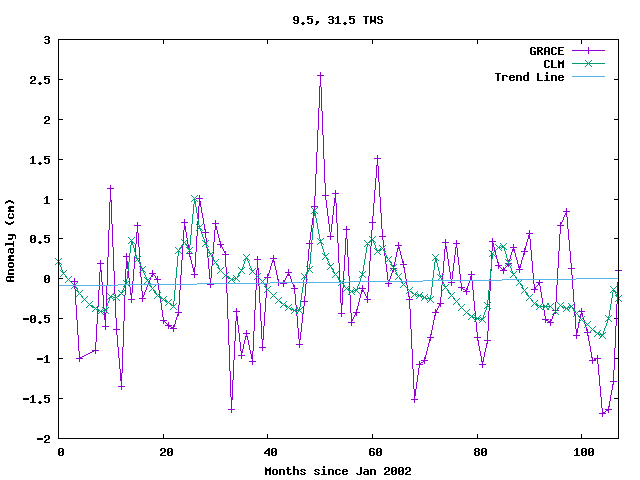 9.5, 31.5 TWS
GRACE
CLM
Trend Line
3
2.5
2
1.5
1
0.5
0
-0.5
-1
-1.5
-2
Anomaly (cm)
0 20 40 60 80 100
Months since Jan 2002